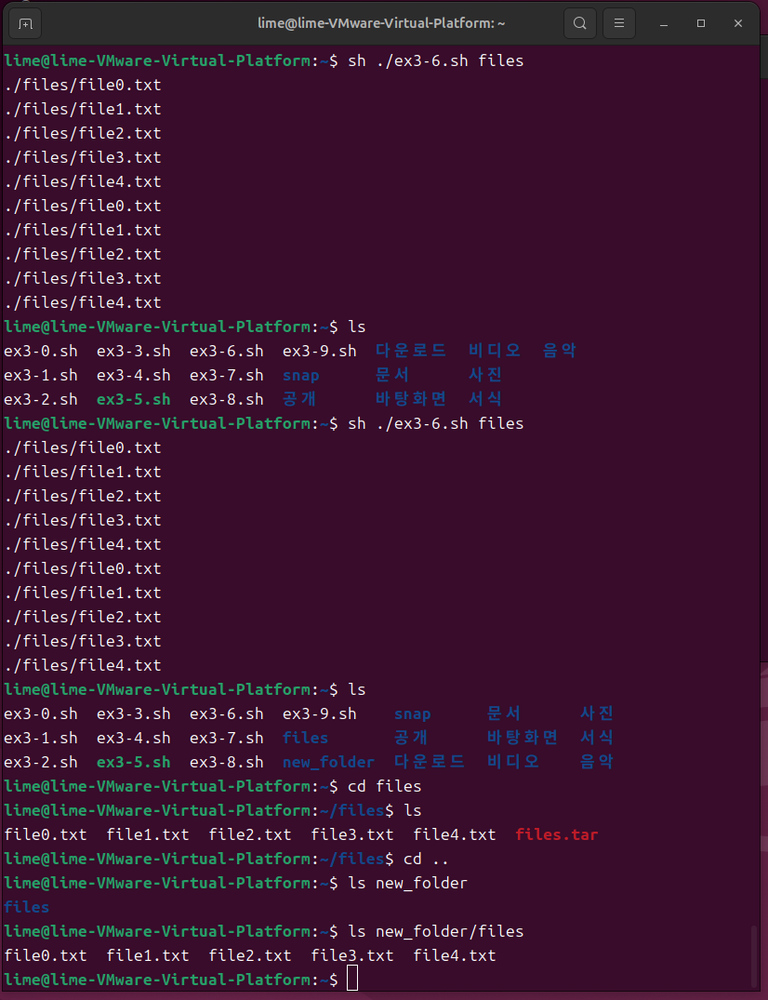 lime@lime-VMware-Virtual-Platform: ~
lime@lime-VMware-Virtual-Platform:~$ sh ./ex3-6.sh files
./files/file0.txt
./files/file1.txt
./files/file2.txt
./files/file3.txt
./files/file4.txt
./files/file0.txt
./files/file1.txt
./files/file2.txt
./files/file3.txt
./files/file4.txt
lime@lime-VMware-Virtual-Platform:~$ ls
ex3-0.sh  ex3-3.sh  ex3-6.sh  ex3-9.sh  다운로드  비디오  음악
ex3-1.sh  ex3-4.sh  ex3-7.sh  snap      문서      사진
ex3-2.sh  ex3-5.sh  ex3-8.sh  공개      바탕화면  서식
lime@lime-VMware-Virtual-Platform:~$ sh ./ex3-6.sh files
./files/file0.txt
./files/file1.txt
./files/file2.txt
./files/file3.txt
./files/file4.txt
./files/file0.txt
./files/file1.txt
./files/file2.txt
./files/file3.txt
./files/file4.txt
lime@lime-VMware-Virtual-Platform:~$ ls
ex3-0.sh  ex3-3.sh  ex3-6.sh  ex3-9.sh    snap      문서      사진
ex3-1.sh  ex3-4.sh  ex3-7.sh  files       공개      바탕화면  서식
ex3-2.sh  ex3-5.sh  ex3-8.sh  new_folder  다운로드  비디오    음악
lime@lime-VMware-Virtual-Platform:~$ cd files
lime@lime-VMware-Virtual-Platform:~/files$ ls
file0.txt  file1.txt  file2.txt  file3.txt  file4.txt  files.tar
lime@lime-VMware-Virtual-Platform:~/files$ cd ..
lime@lime-VMware-Virtual-Platform:~$ ls new_folder
files
lime@lime-VMware-Virtual-Platform:~$ ls new_folder/files
file0.txt  file1.txt  file2.txt  file3.txt  file4.txt
lime@lime-VMware-Virtual-Platform:~$